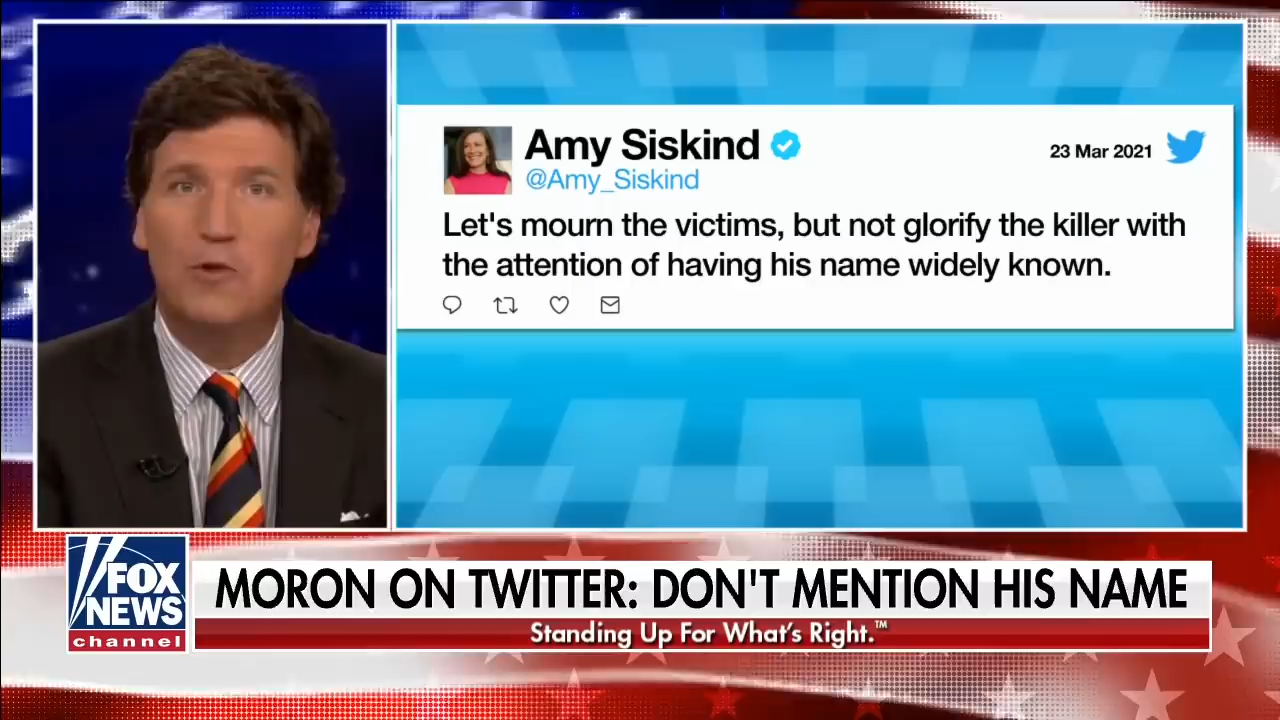 Amy Siskind
23 Mar 2021
@Amy_Siskind
Let's mourn the victims, but not glorify the killer with
the attention of having his name widely known.
FOX
NEWS
channel
MORON ON TWITTER: DON'T MENTION HIS NAME
Standing Up For What's Right.™